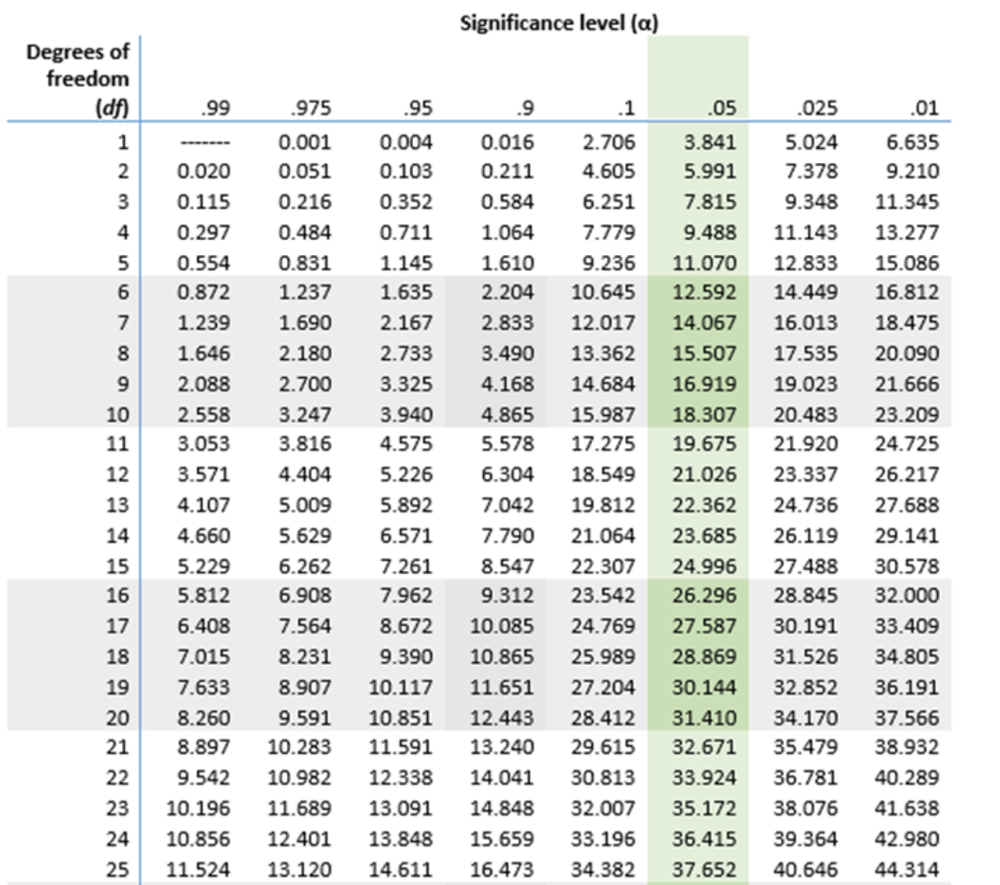 Significance level (α)
Degrees of
freedom
(df) .99 .975 .95 .9 .1 .05 .025 .01
1 ------- 0.001 0.004 0.016 2.706 3.841 5.024 6.635
2 0.020 0.051 0.103 0.211 4.605 5.991 7.378 9.210
3 0.115 0.216 0.352 0.584 6.251 7.815 9.348 11.345
4 0.297 0.484 0.711 1.064 7.779 9.488 11.143 13.277
5 0.554 0.831 1.145 1.610 9.236 11.070 12.833 15.086
6 0.872 1.237 1.635 2.204 10.645 12.592 14.449 16.812
7 1.239 1.690 2.167 2.833 12.017 14.067 16.013 18.475
8 1.646 2.180 2.733 3.490 13.362 15.507 17.535 20.090
9 2.088 2.700 3.325 4.168 14.684 16.919 19.023 21.666
10 2.558 3.247 3.940 4.865 15.987 18.307 20.483 23.209
11 3.053 3.816 4.575 5.578 17.275 19.675 21.920 24.725
12 3.571 4.404 5.226 6.304 18.549 21.026 23.337 26.217
13 4.107 5.009 5.892 7.042 19.812 22.362 24.736 27.688
14 4.660 5.629 6.571 7.790 21.064 23.685 26.119 29.141
15 5.229 6.262 7.261 8.547 22.307 24.996 27.488 30.578
16 5.812 6.908 7.962 9.312 23.542 26.296 28.845 32.000
17 6.408 7.564 8.672 10.085 24.769 27.587 30.191 33.409
18 7.015 8.231 9.390 10.865 25.989 28.869 31.526 34.805
19 7.633 8.907 10.117 11.651 27.204 30.144 32.852 36.191
20 8.260 9.591 10.851 12.443 28.412 31.410 34.170 37.566
21 8.897 10.283 11.591 13.240 29.615 32.671 35.479 38.932
22 9.542 10.982 12.338 14.041 30.813 33.924 36.781 40.289
23 10.196 11.689 13.091 14.848 32.007 35.172 38.076 41.638
24 10.856 12.401 13.848 15.659 33.196 36.415 39.364 42.980
25 11.524 13.120 14.611 16.473 34.382 37.652 40.646 44.314